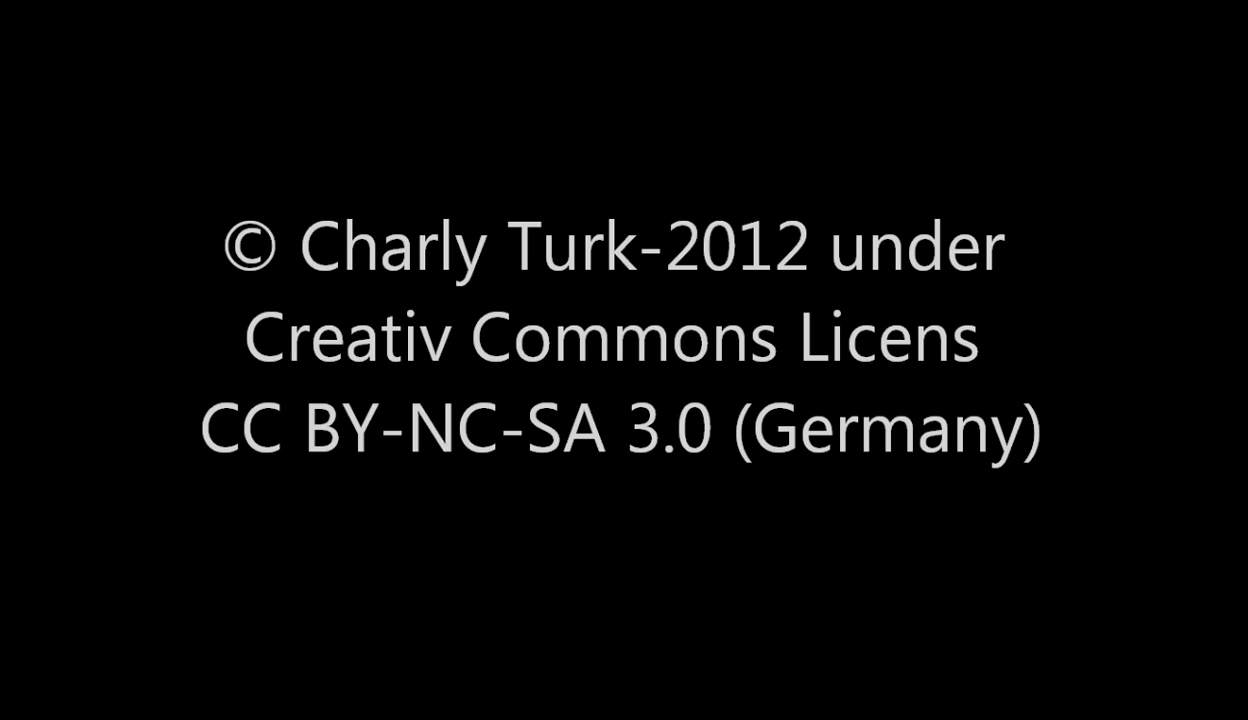 © Charly Turk-2012 under
Creativ Commons Licens
CC BY-NC-SA 3.0 (Germany)